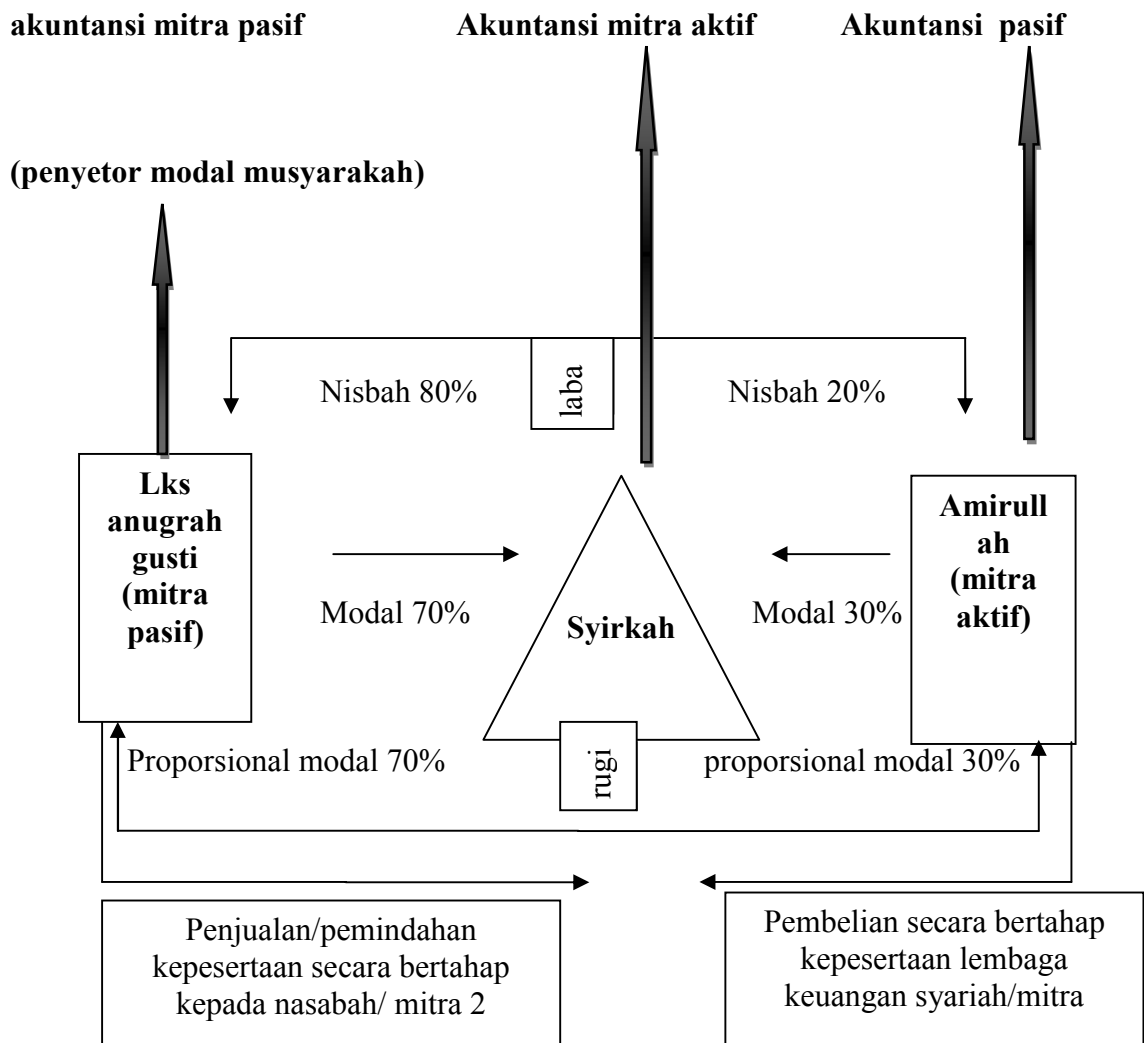 akuntansi mitra pasif
Akuntansi mitra aktif
Akuntansi pasif
(penyetor modal musyarakah)
laba
Nisbah 80%
Nisbah 20%
Lks
anugrah
gusti
(mitra
pasif)
Modal 70%
Syirkah
Modal 30%
Amirull
ah
(mitra
aktif)
Proporsional modal 70%
rugi
proporsional modal 30%
Penjualan/pemindahan
kepesertaan secara bertahap
kepada nasabah/ mitra 2
Pembelian secara bertahap
kepesertaan lembaga
keuangan syariah/mitra